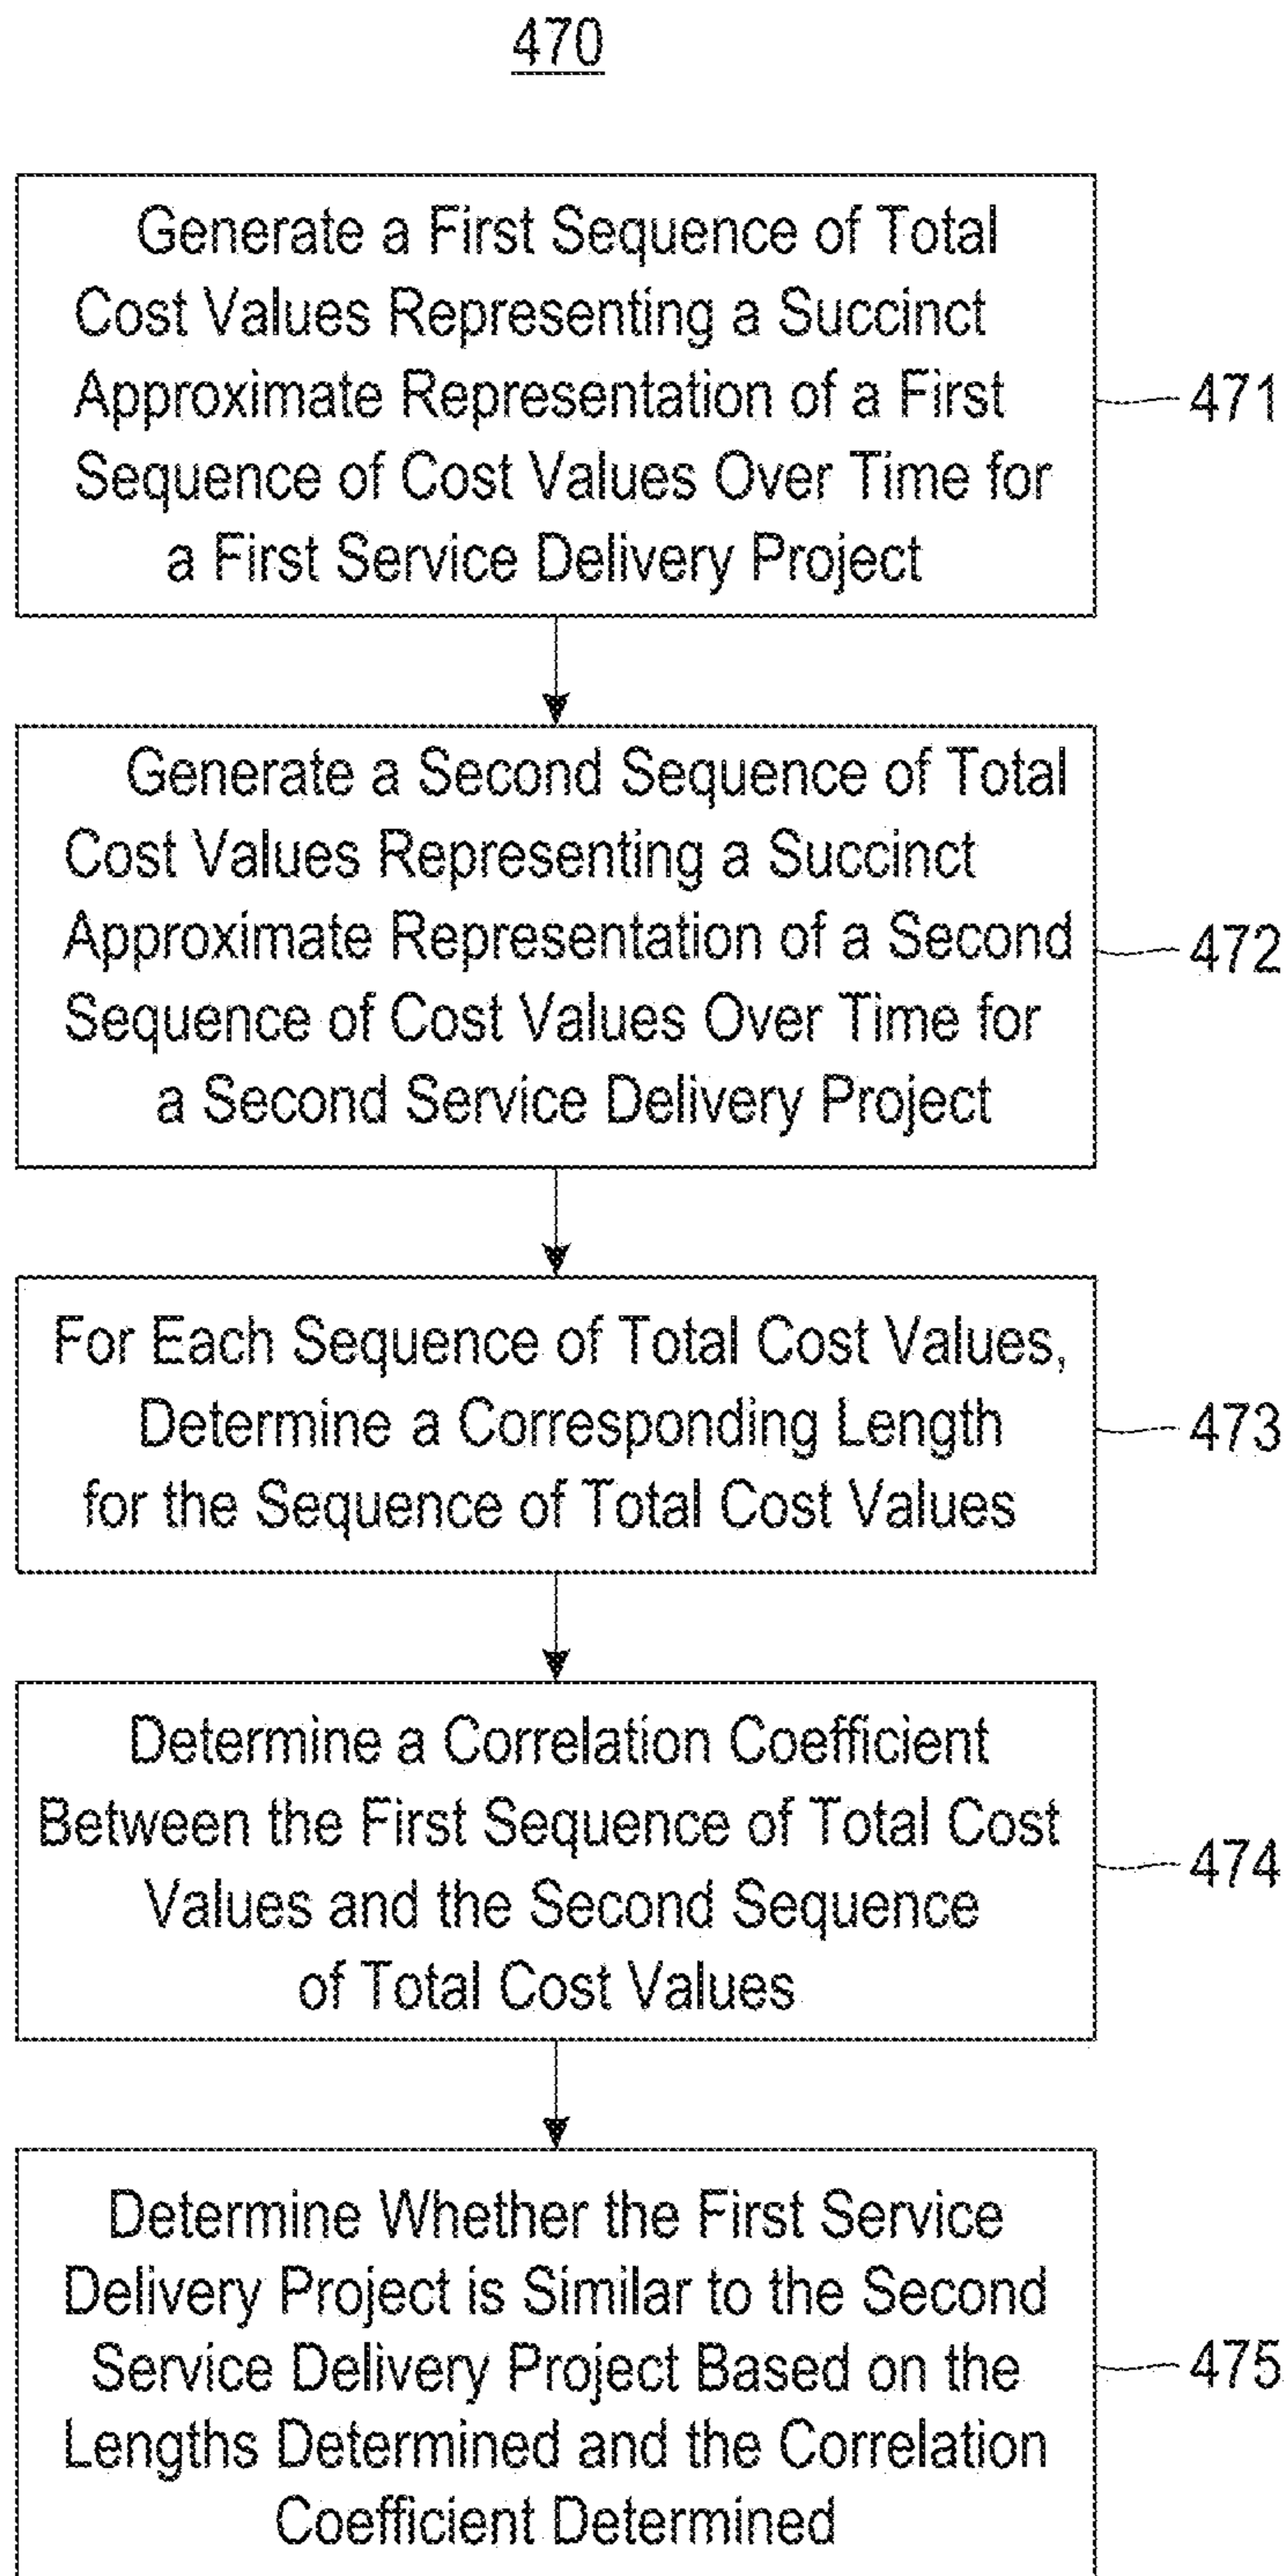 470
Generate a First Sequence of Total
Cost Values Representing a Succinct
Approximate Representation of a First
Sequence of Cost Values Over Time for
a First Service Delivery Project
471
Generate a Second Sequence of Total
Cost Values Representing a Succinct
Approximate Representation of a Second
Sequence of Cost Values Over Time for
a Second Service Delivery Project
472
For Each Sequence of Total Cost Values,
Determine a Corresponding Length
for the Sequence of Total Cost Values
473
Determine a Correlation Coefficient
Between the First Sequence of Total Cost
Values and the Second Sequence
of Total Cost Values
474
Determine Whether the First Service
Delivery Project is Similar to the Second
Service Delivery Project Based on the
Lengths Determined and the Correlation
Coefficient Determined
475